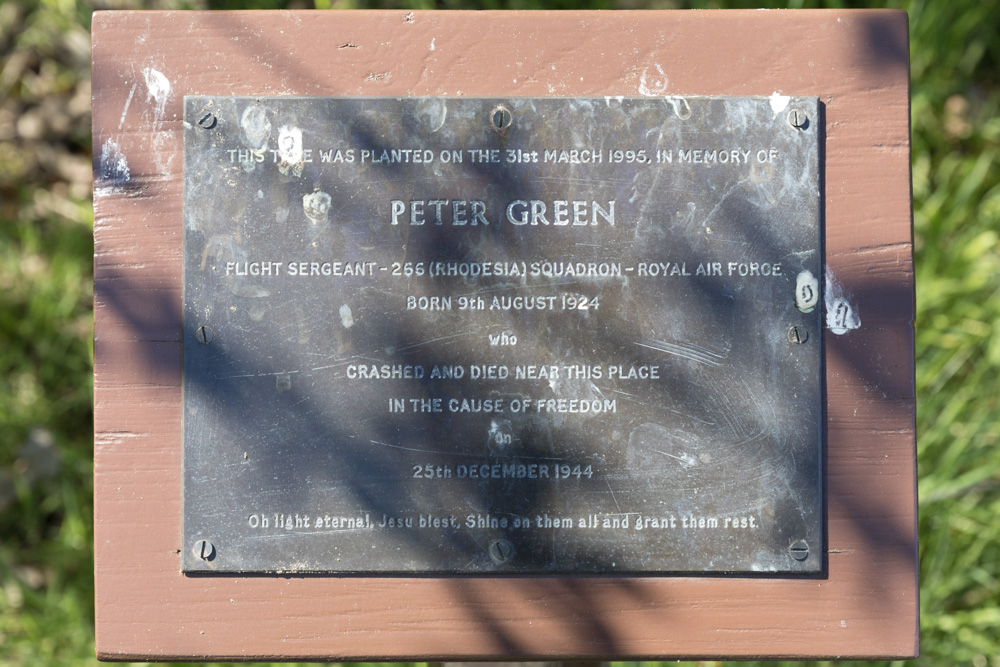 THIS TREE WAS PLANTED ON THE 31st MARCH 1995, IN MEMORY OF
PETER GREEN
FLIGHT SERGEANT - 266 (RHODESIA) SQUADRON - ROYAL AIR FORCE
BORN 9th AUGUST 1924
who
CRASHED AND DIED NEAR THIS PLACE
IN THE CAUSE OF FREEDOM
on
25th DECEMBER 1944
Oh light eternal, Jesu blest, Shine on them all and grant them rest.